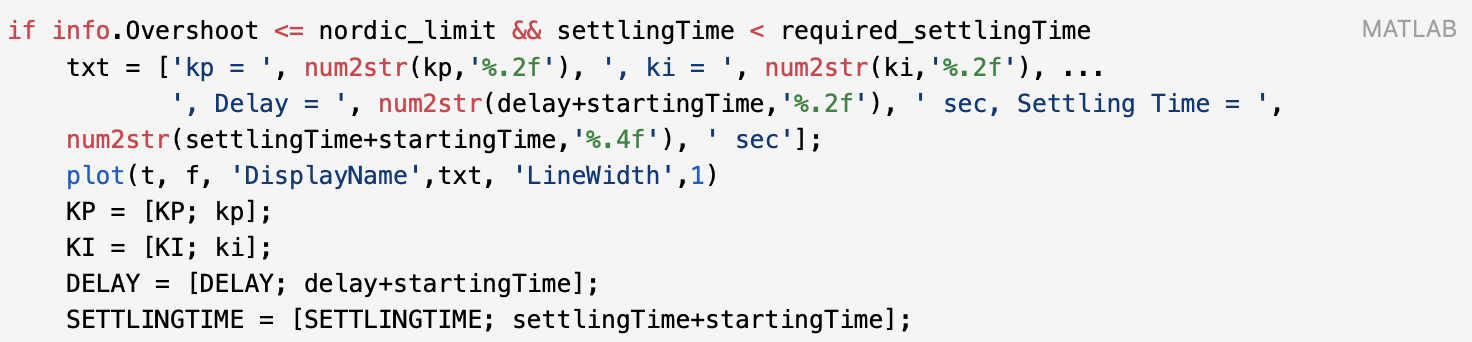 if info.Overshoot <= nordic_limit && settlingTime < required_settlingTime
MATLAB
    txt = ['kp = ', num2str(kp,'%.2f'), ', ki = ', num2str(ki,'%.2f'), ...
           ', Delay = ', num2str(delay+startingTime,'%.2f'), ' sec, Settling Time = ',
    num2str(settlingTime+startingTime,'%.4f'), ' sec'];
    plot(t, f, 'DisplayName',txt, 'LineWidth',1)
    KP = [KP; kp];
    KI = [KI; ki];
    DELAY = [DELAY; delay+startingTime];
    SETTLINGTIME = [SETTLINGTIME; settlingTime+startingTime];